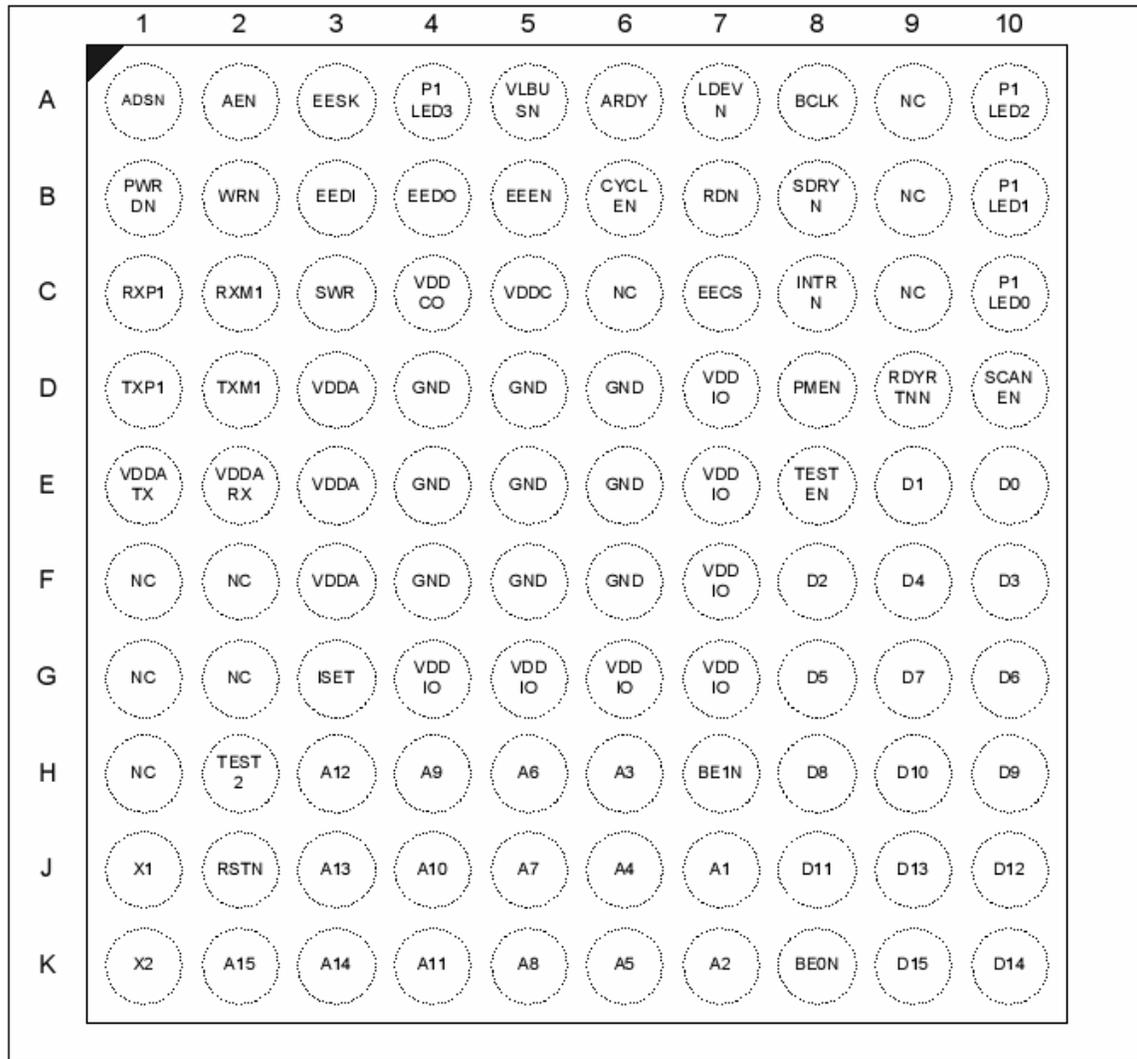 1 2 3 4 5 6 7 8 9 10
A ADSN AEN EESK P1 LED3 VLBU SN ARDY LDEV N BCLK NC P1 LED2
B PWR DN WRN EEDI EEDO EEEN CYCL EN RDN SDRY N NC P1 LED1
C RXP1 RXM1 SWR VDD CO VDDC NC EECS INTR N NC P1 LED0
D TXP1 TXM1 VDDA GND GND GND VDD IO PMEN RDYR TNN SCAN EN
E VDDA TX VDDA RX VDDA GND GND GND VDD IO TEST EN D1 D0
F NC NC VDDA GND GND GND VDD IO D2 D4 D3
G NC NC ISET VDD IO VDD IO VDD IO VDD IO D5 D7 D6
H NC TEST 2 A12 A9 A6 A3 BE1N D8 D10 D9
J X1 RSTN A13 A10 A7 A4 A1 D11 D13 D12
K X2 A15 A14 A11 A8 A5 A2 BE0N D15 D14